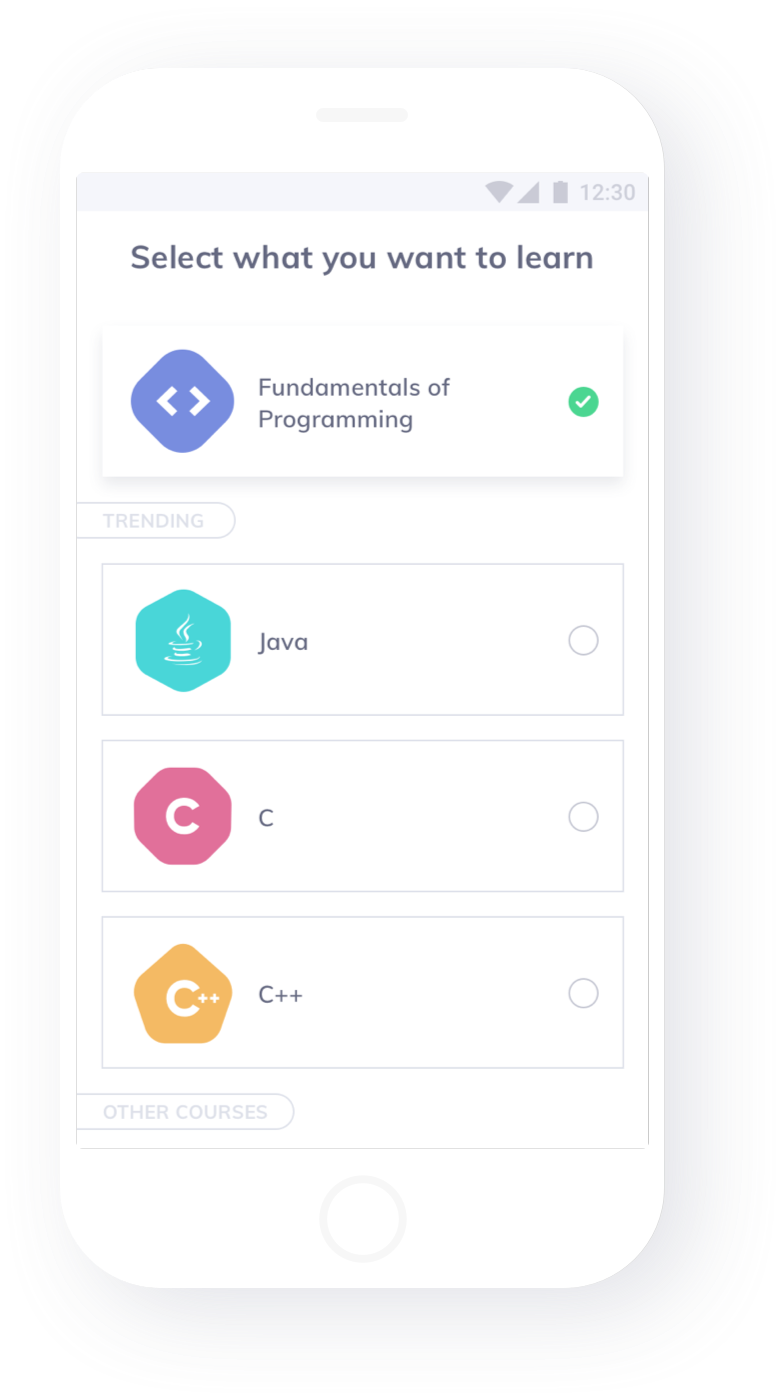 12:30
Select what you want to learn
Fundamentals of
Programming
TRENDING
Java
C
C
C++
C++
OTHER COURSES